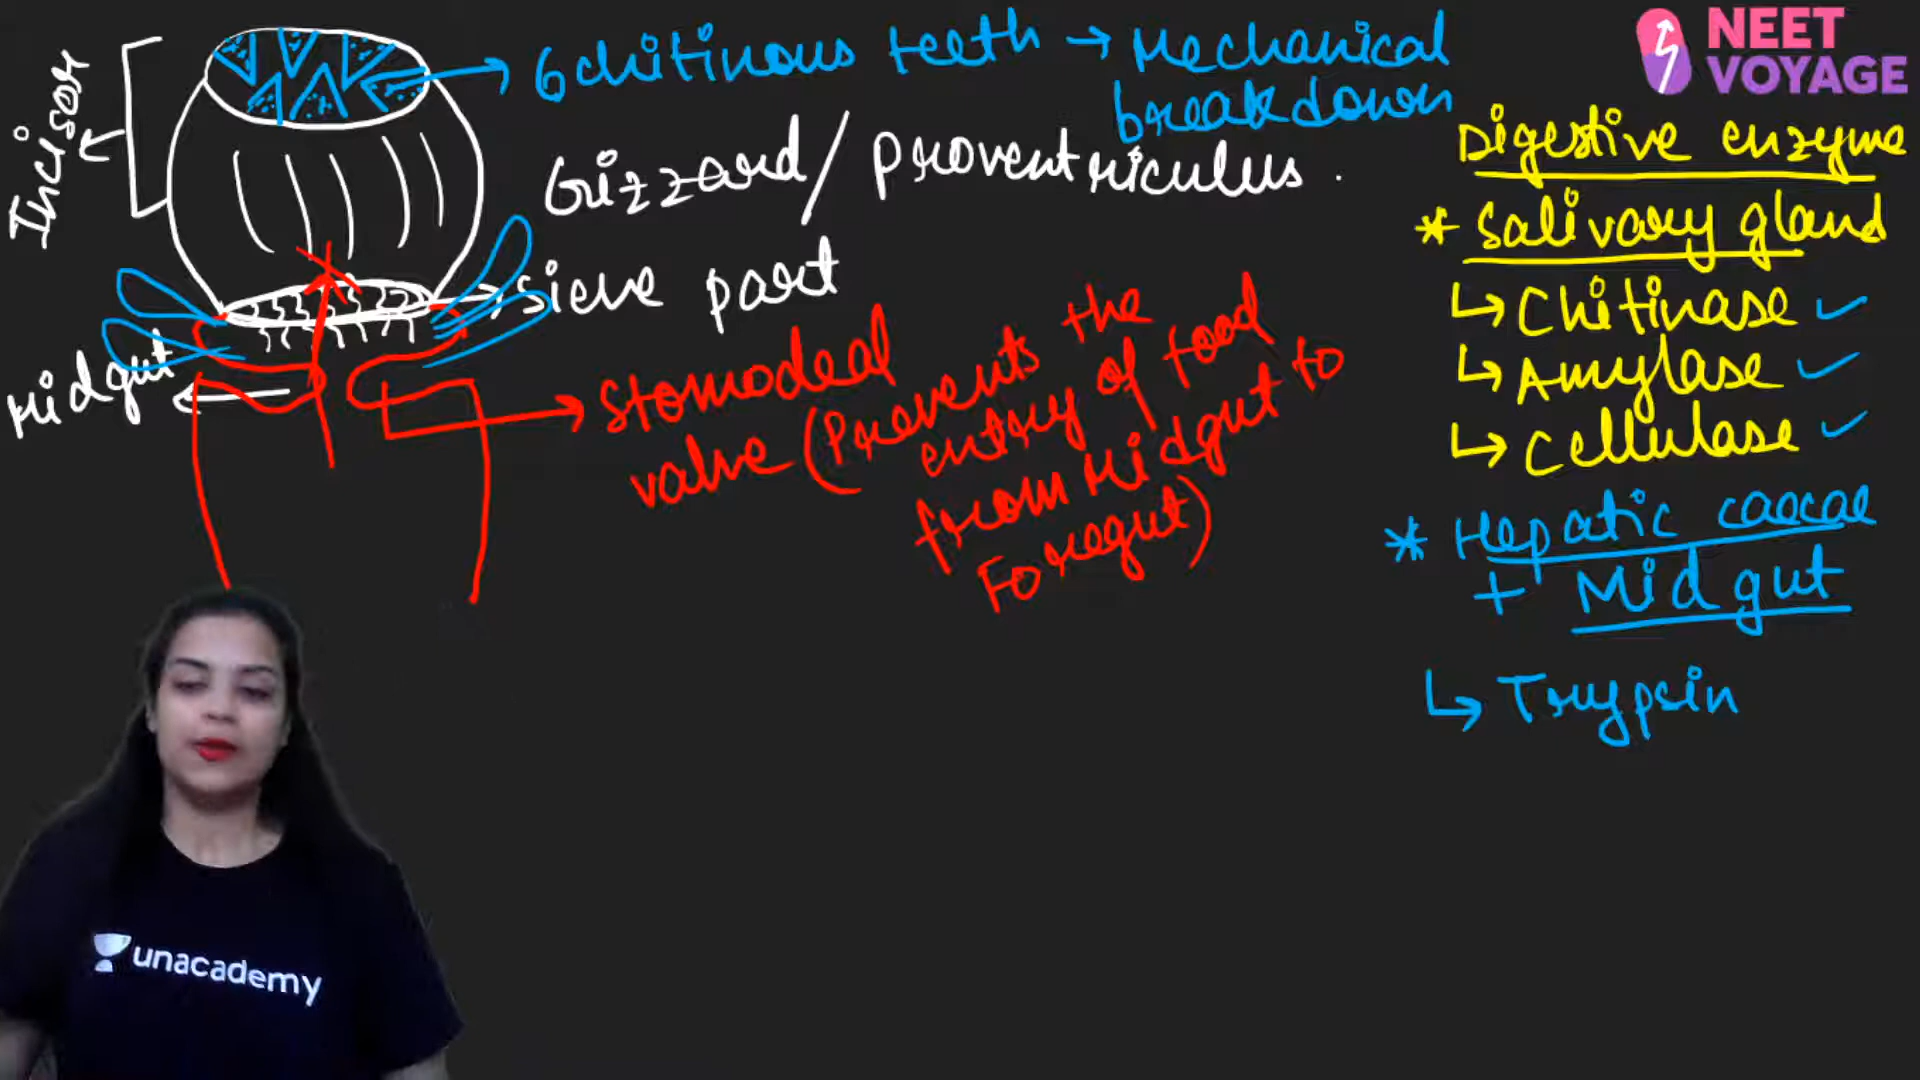 NEET
VOYAGE
Incisor
6 chitinous teeth → Mechanical
breakdown
Gizzard/Proventriculus.
sieve part
Midgut
Stomodeal
valve (Prevents the
entry of food
from Midgut to
Foregut)
Digestive enzyme
* Salivary gland
↳ Chitinase ✓
↳ Amylase ✓
↳ Cellulase ✓
* Hepatic caecae
+ Midgut
↳ Trypsin
unacademy